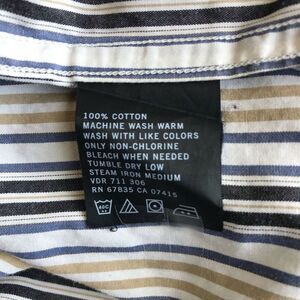 100% COTTON
MACHINE WASH WARM
WASH WITH LIKE COLORS
ONLY NON-CHLORINE
BLEACH WHEN NEEDED
TUMBLE DRY LOW
STEAM IRON MEDIUM
VDR 711 306
RN 67835 CA 07415
40C